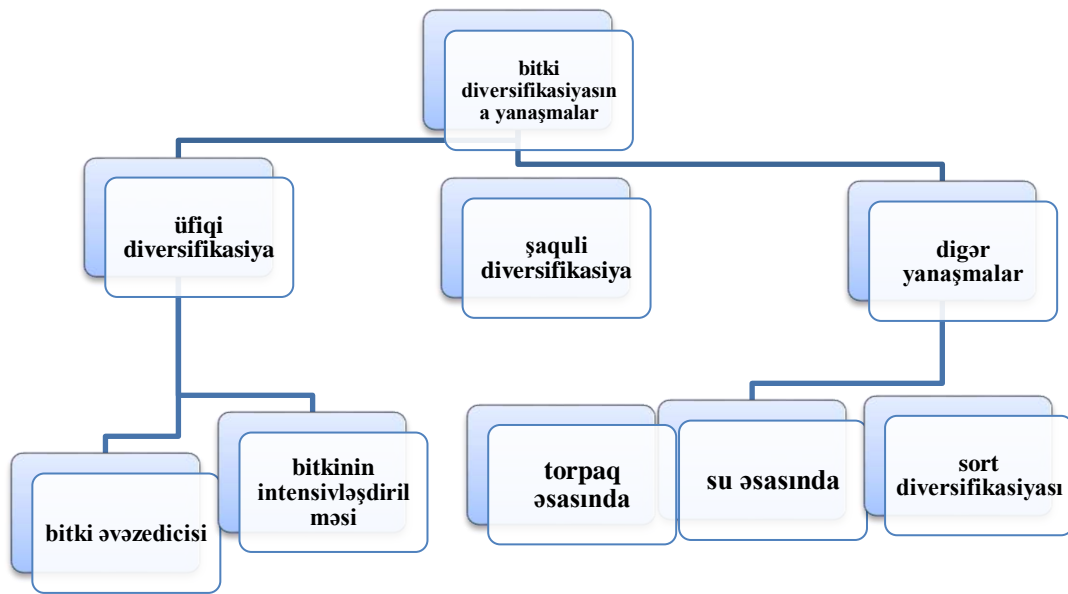 bitki
diversifikasiyasın
a yanaşmalar
üfiqi
diversifikasiya
şaquli
diversifikasiya
digər
yanaşmalar
bitki əvəzedicisi
bitkinin
intensivləşdiril
məsi
torpaq
əsasında
su əsasında
sort
diversifikasiyası